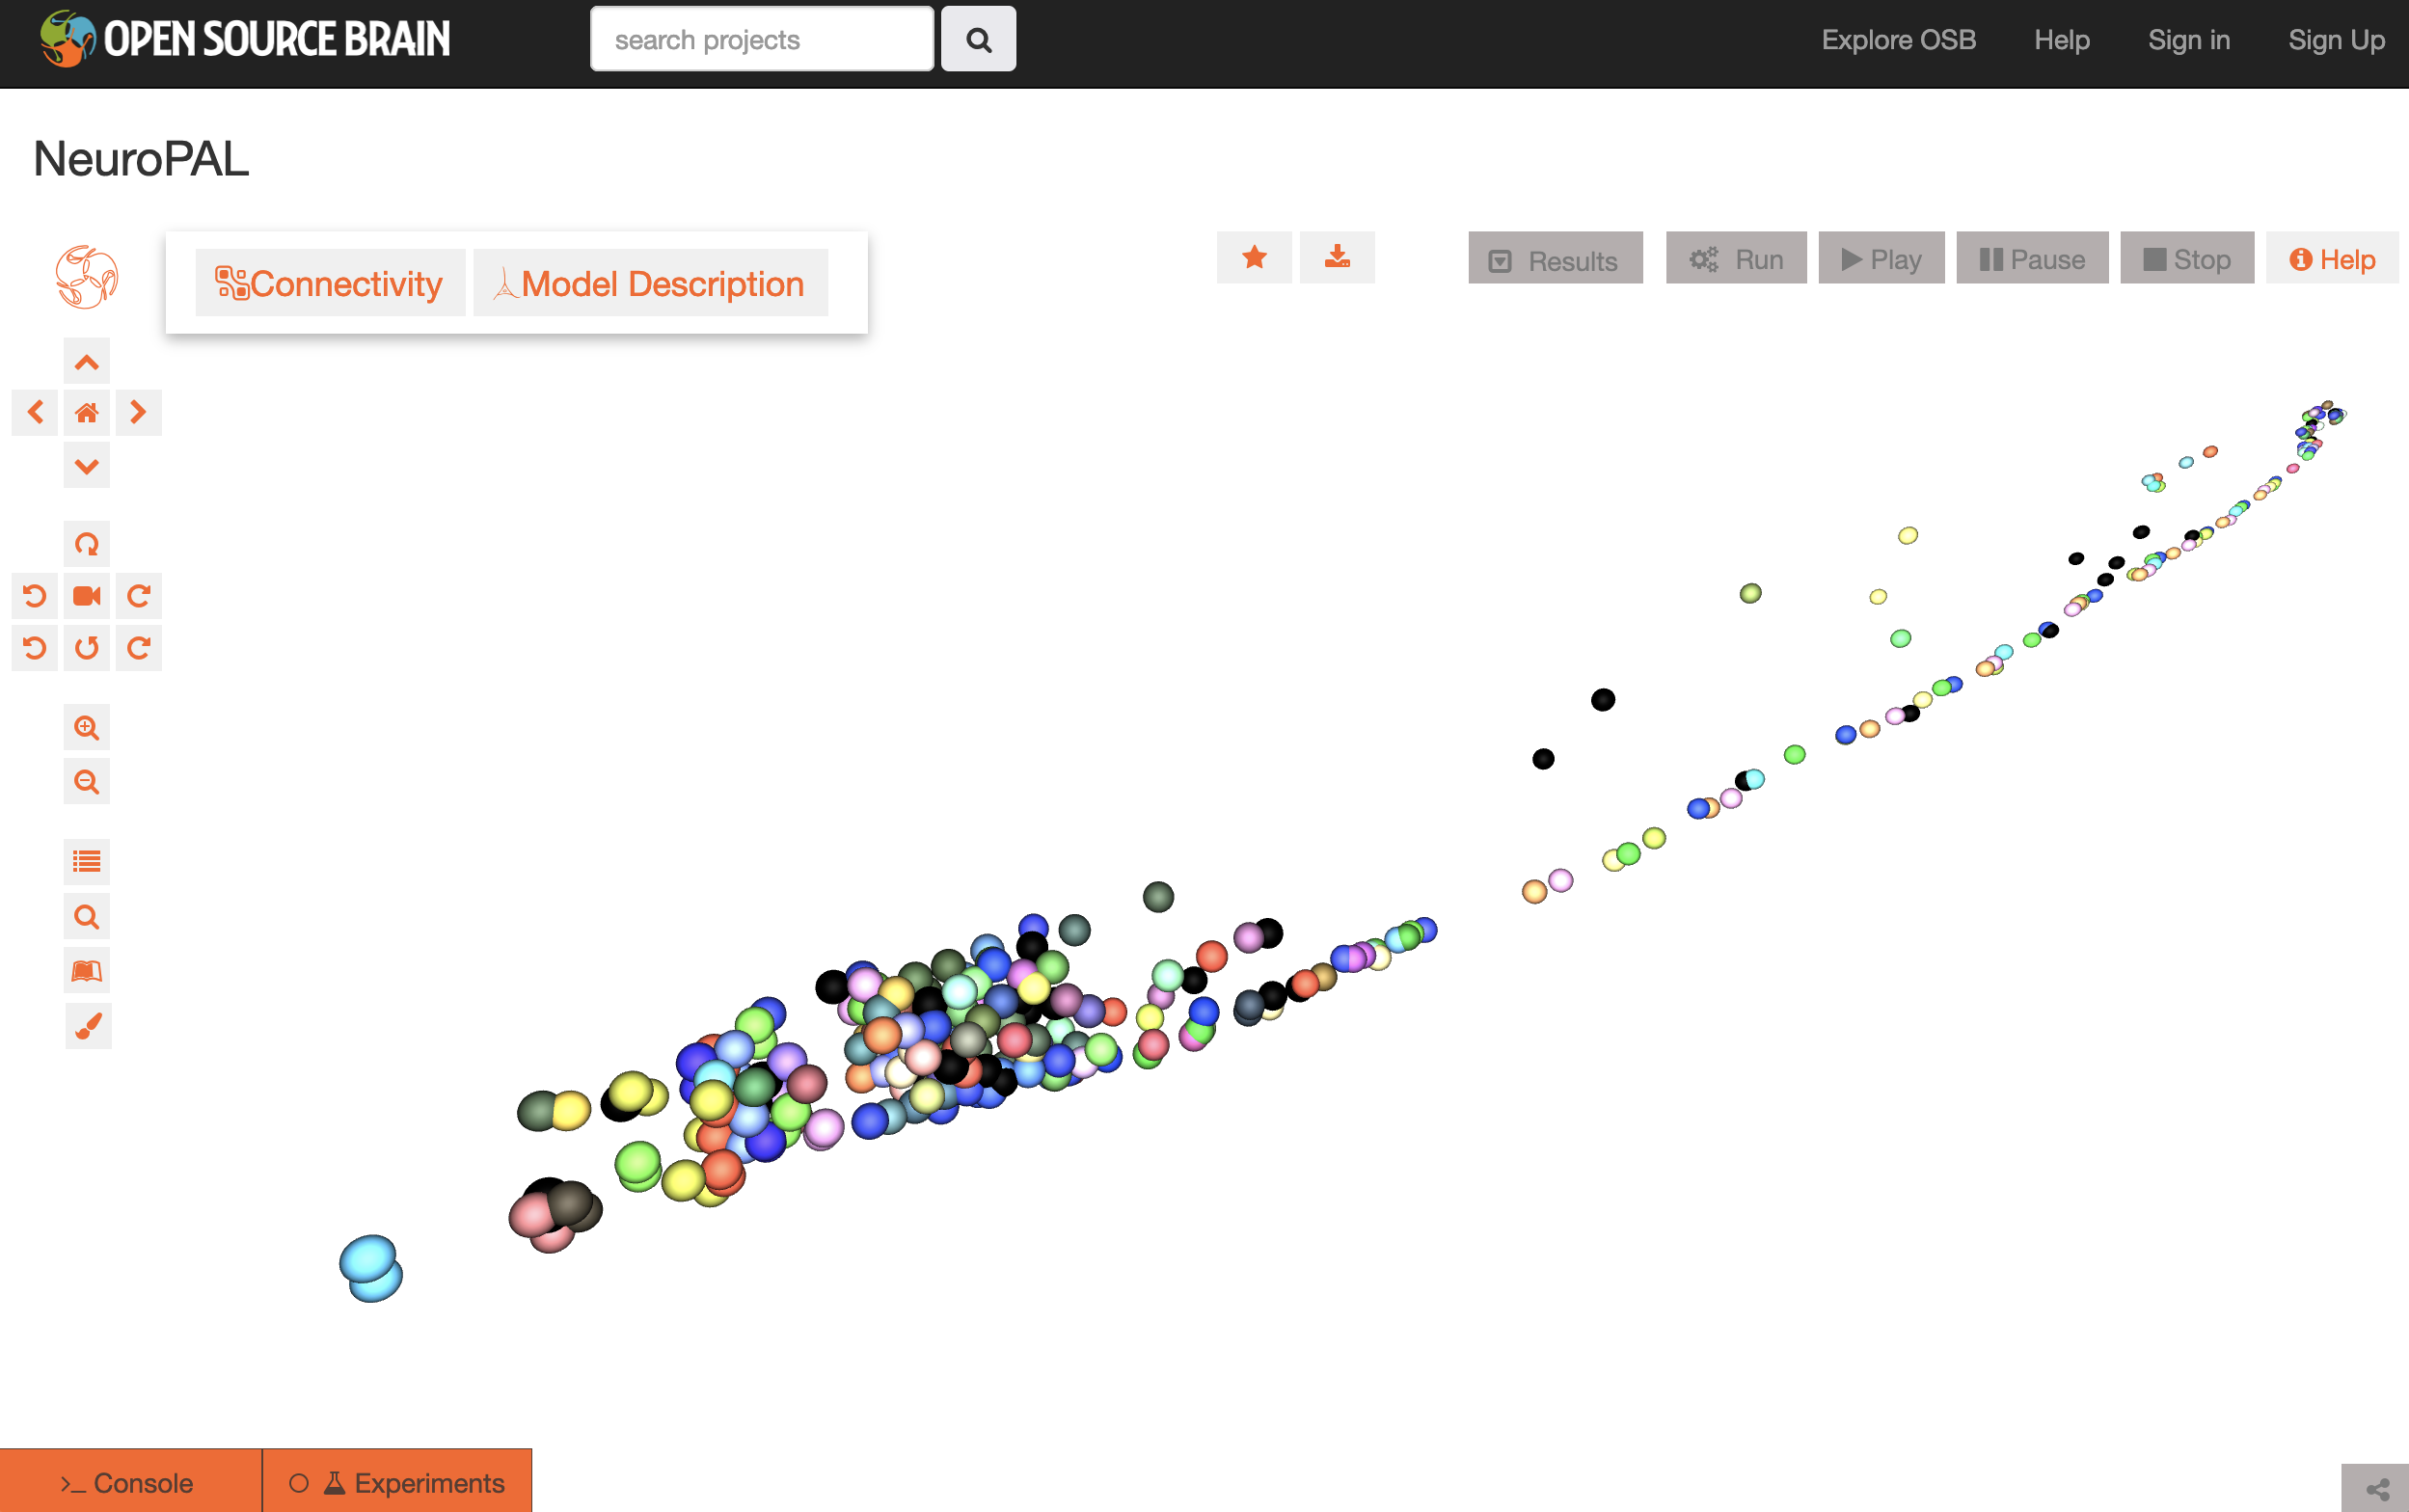 OPEN SOURCE BRAIN
search projects
Explore OSB Help Sign in Sign Up
NeuroPAL
Connectivity Model Description
Results Run Play Pause Stop Help
>_ Console Experiments